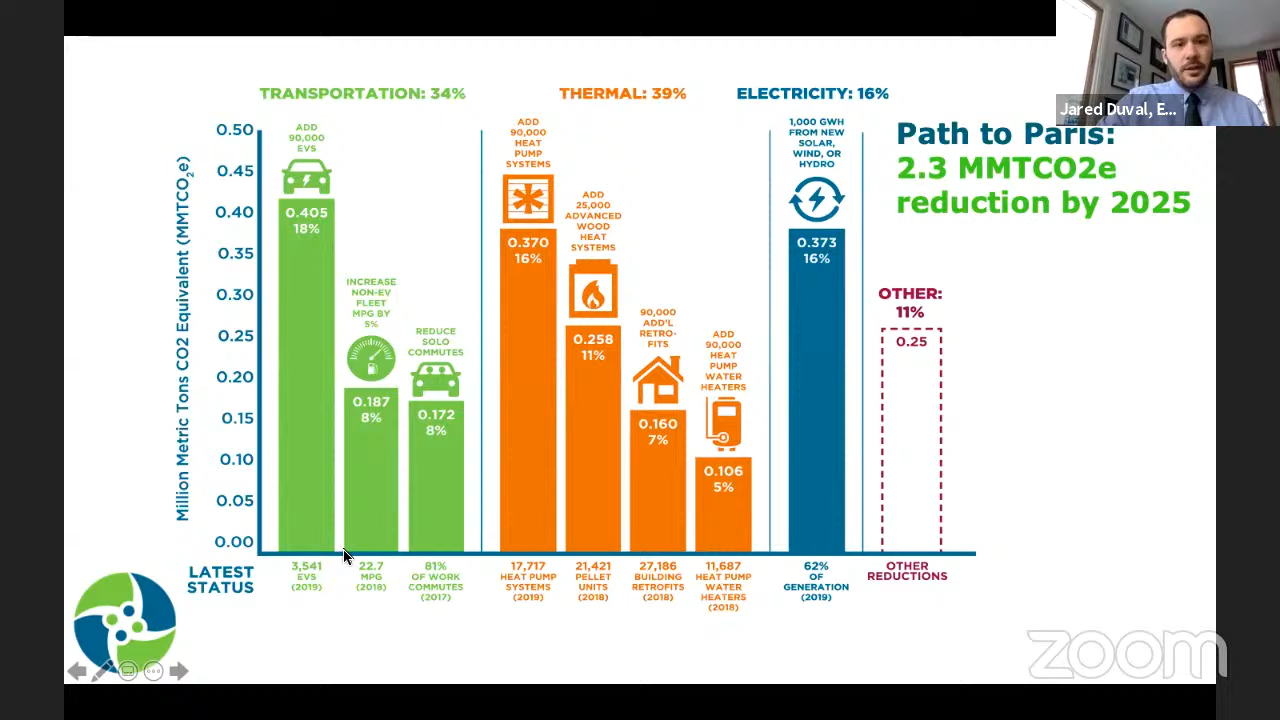 Jared Duval, E...
Path to Paris:
2.3 MMTCO2e
reduction by 2025
TRANSPORTATION: 34%
THERMAL: 39%
ELECTRICITY: 16%
Million Metric Tons CO2 Equivalent (MMTCO2e)
0.50
0.45
0.40
0.35
0.30
0.25
0.20
0.15
0.10
0.05
0.00
ADD
90,000
EVS
0.405
18%
INCREASE
NON-EV
FLEET
MPG BY
5%
0.187
8%
REDUCE
SOLO
COMMUTES
0.172
8%
ADD
90,000
HEAT
PUMP
SYSTEMS
0.370
16%
ADD
25,000
ADVANCED
WOOD
HEAT
SYSTEMS
0.258
11%
90,000
ADD'L
RETRO-
FITS
0.160
7%
ADD
90,000
HEAT
PUMP
WATER
HEATERS
0.106
5%
1,000 GWH
FROM NEW
SOLAR,
WIND, OR
HYDRO
0.373
16%
OTHER:
11%
0.25
LATEST
STATUS
3,541
EVS
(2019)
22.7
MPG
(2018)
81%
OF WORK
COMMUTES
(2017)
17,717
HEAT PUMP
SYSTEMS
(2019)
21,421
PELLET
UNITS
(2018)
27,186
BUILDING
RETROFITS
(2018)
11,687
HEAT PUMP
WATER
HEATERS
(2018)
62%
OF
GENERATION
(2019)
OTHER
REDUCTIONS
zoom